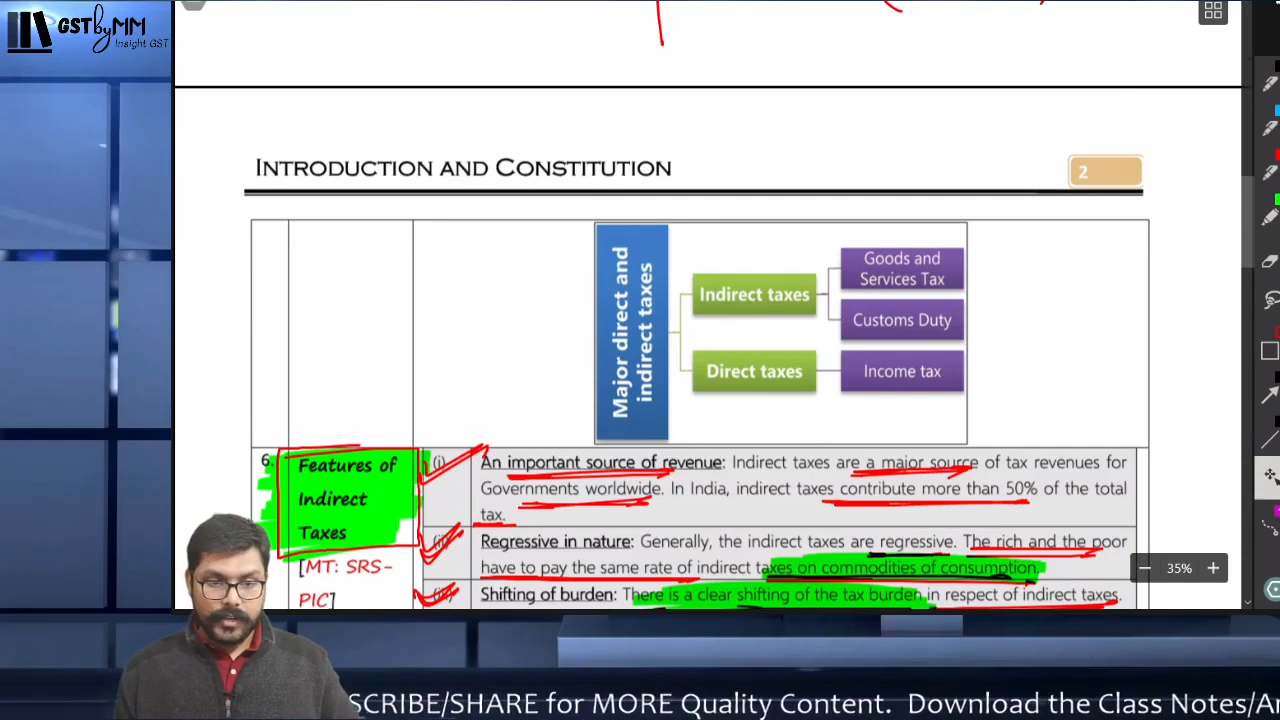 GSTbyMM
Insight GST
INTRODUCTION AND CONSTITUTION
2
Major direct and
indirect taxes
Indirect taxes
Goods and
Services Tax
Customs Duty
Direct taxes
Income tax
6.
Features of
Indirect
Taxes
[MT: SRS-
PIC]
(i)
An important source of revenue: Indirect taxes are a major source of tax revenues for
Governments worldwide. In India, indirect taxes contribute more than 50% of the total
tax.
Regressive in nature: Generally, the indirect taxes are regressive. The rich and the poor
have to pay the same rate of indirect taxes on commodities of consumption.
Shifting of burden: There is a clear shifting of the tax burden in respect of indirect taxes.
35%
SCRIBE/SHARE for MORE Quality Content. Download the Class Notes/A